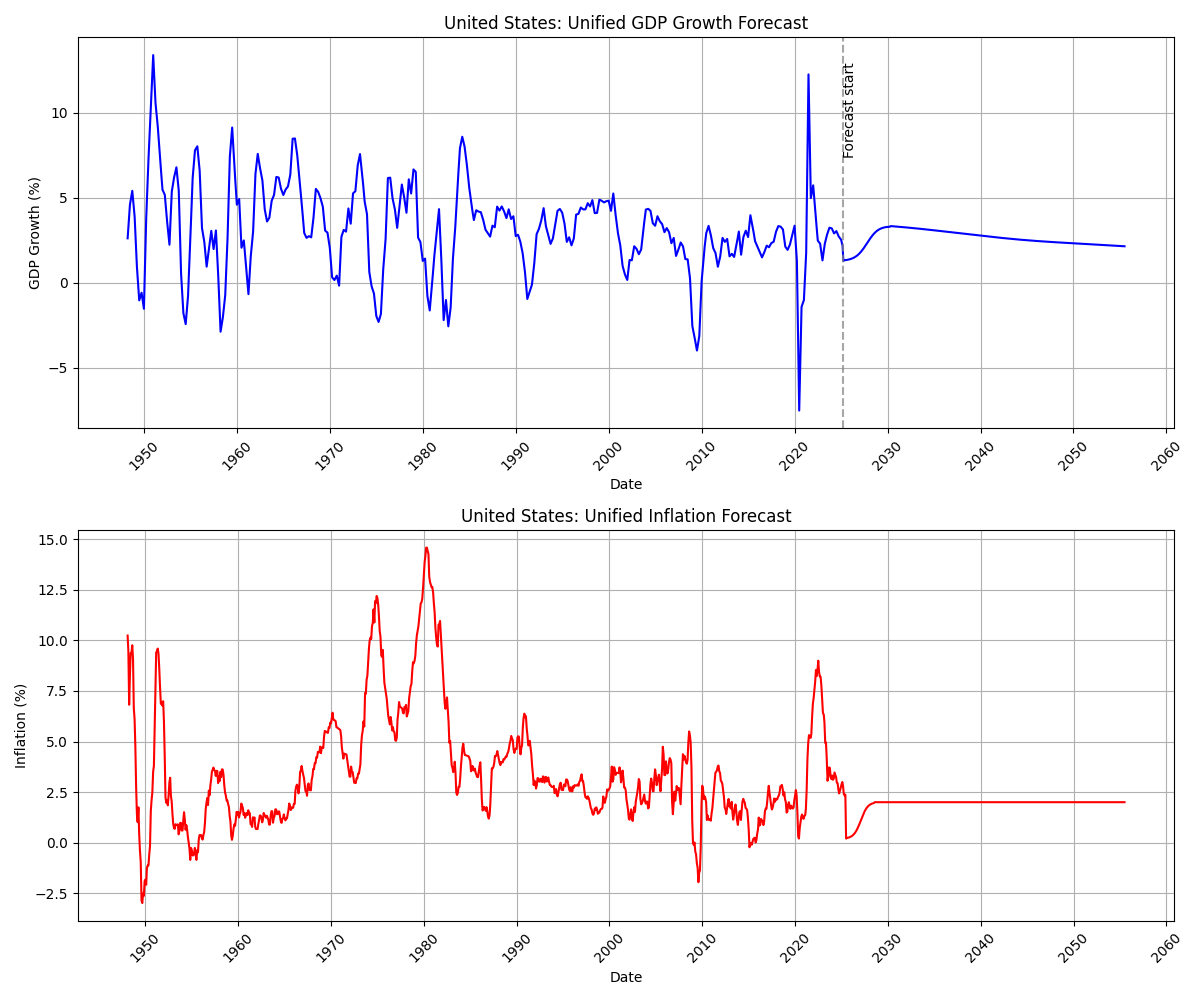 United States: Unified GDP Growth Forecast
GDP Growth (%)
10
5
0
−5
Forecast start
1950 1960 1970 1980 1990 2000 2010 2020 2030 2040 2050 2060
Date
United States: Unified Inflation Forecast
Inflation (%)
15.0
12.5
10.0
7.5
5.0
2.5
0.0
−2.5
1950 1960 1970 1980 1990 2000 2010 2020 2030 2040 2050 2060
Date